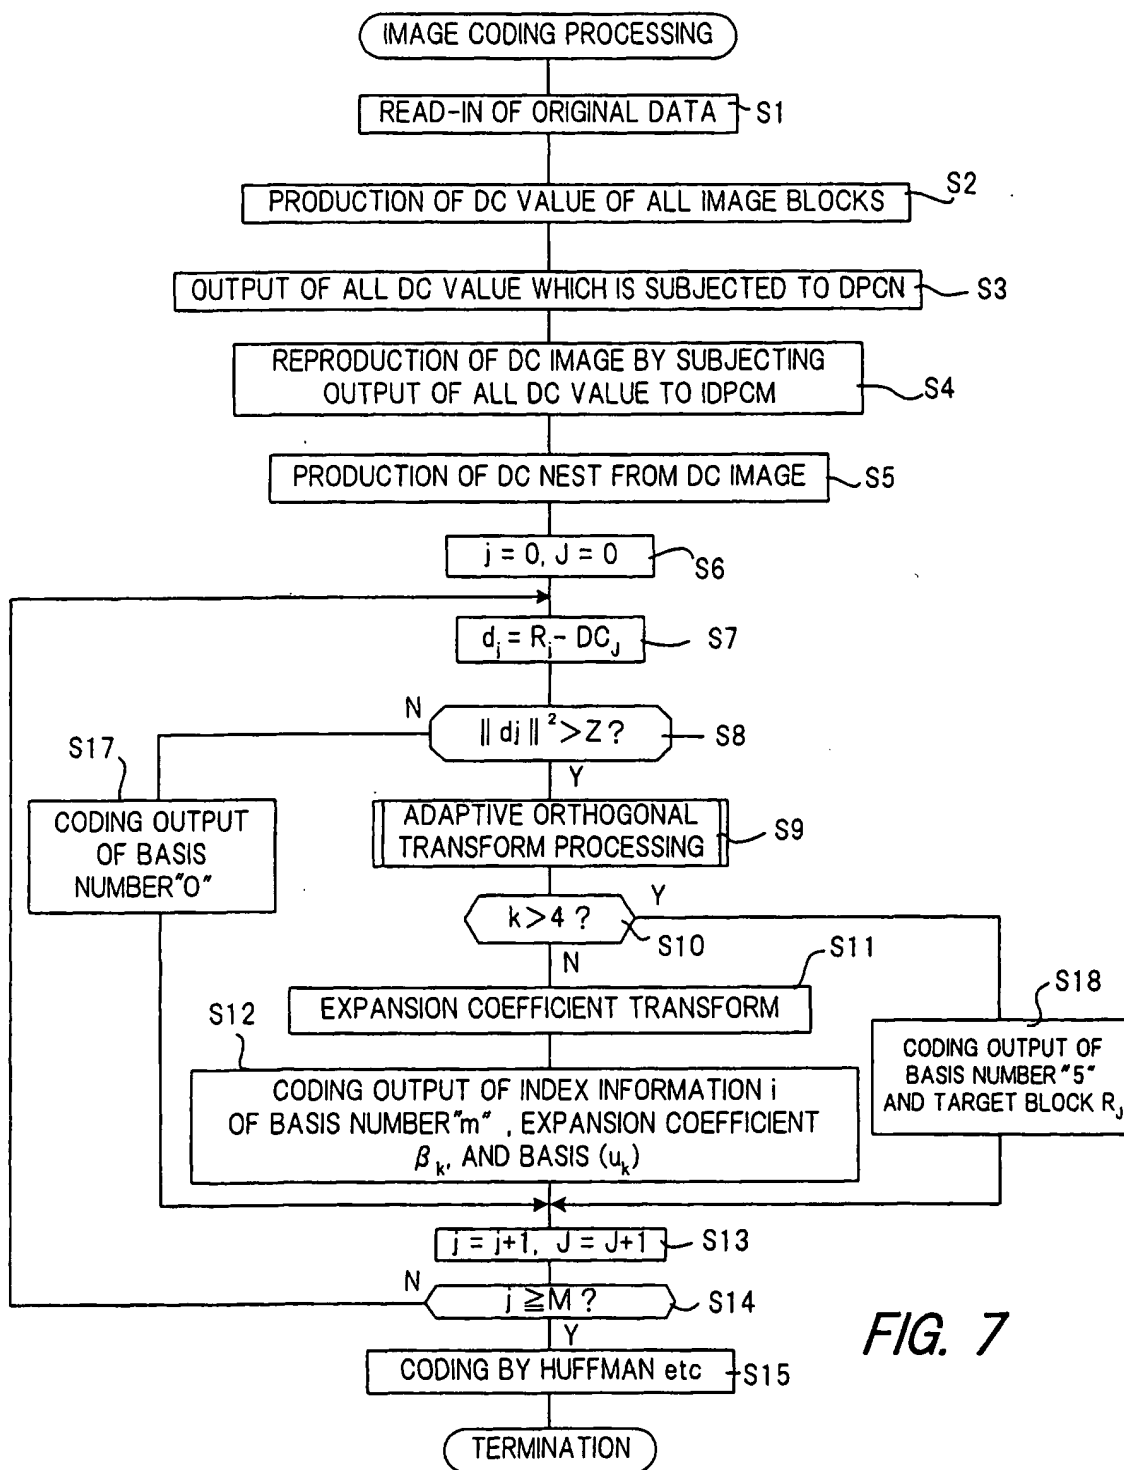 IMAGE CODING PROCESSING
READ-IN OF ORIGINAL DATA
S1
PRODUCTION OF DC VALUE OF ALL IMAGE BLOCKS
S2
OUTPUT OF ALL DC VALUE WHICH IS SUBJECTED TO DPCN
S3
REPRODUCTION OF DC IMAGE BY SUBJECTING
OUTPUT OF ALL DC VALUE TO IDPCM
S4
PRODUCTION OF DC NEST FROM DC IMAGE
S5
j = 0, J = 0
S6
d_j = R_j - DC_J
S7
N
‖ dj ‖² > Z ?
S8
Y
S17
CODING OUTPUT
OF BASIS
NUMBER "0"
ADAPTIVE ORTHOGONAL
TRANSFORM PROCESSING
S9
k > 4 ?
Y
S10
N
S11
EXPANSION COEFFICIENT TRANSFORM
S18
CODING OUTPUT OF
BASIS NUMBER "5"
AND TARGET BLOCK R_J
S12
CODING OUTPUT OF INDEX INFORMATION i
OF BASIS NUMBER "m" , EXPANSION COEFFICIENT
β_k, AND BASIS (u_k)
j = j+1, J = J+1
S13
N
j ≧ M ?
S14
Y
CODING BY HUFFMAN etc
S15
TERMINATION
FIG. 7